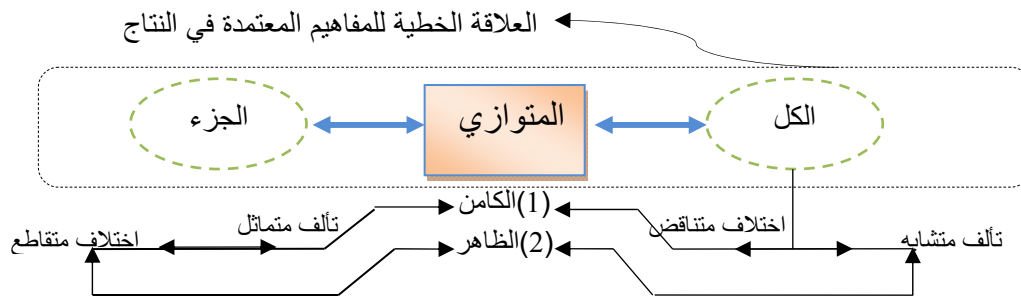 العلاقة الخطية للمفاهيم المعتمدة في النتاج
الكل
المتوازي
الجزء
(1)الكامن
تألف متشابه
اختلاف متناقض
(2)الظاهر
تألف متماثل
اختلاف متقاطع